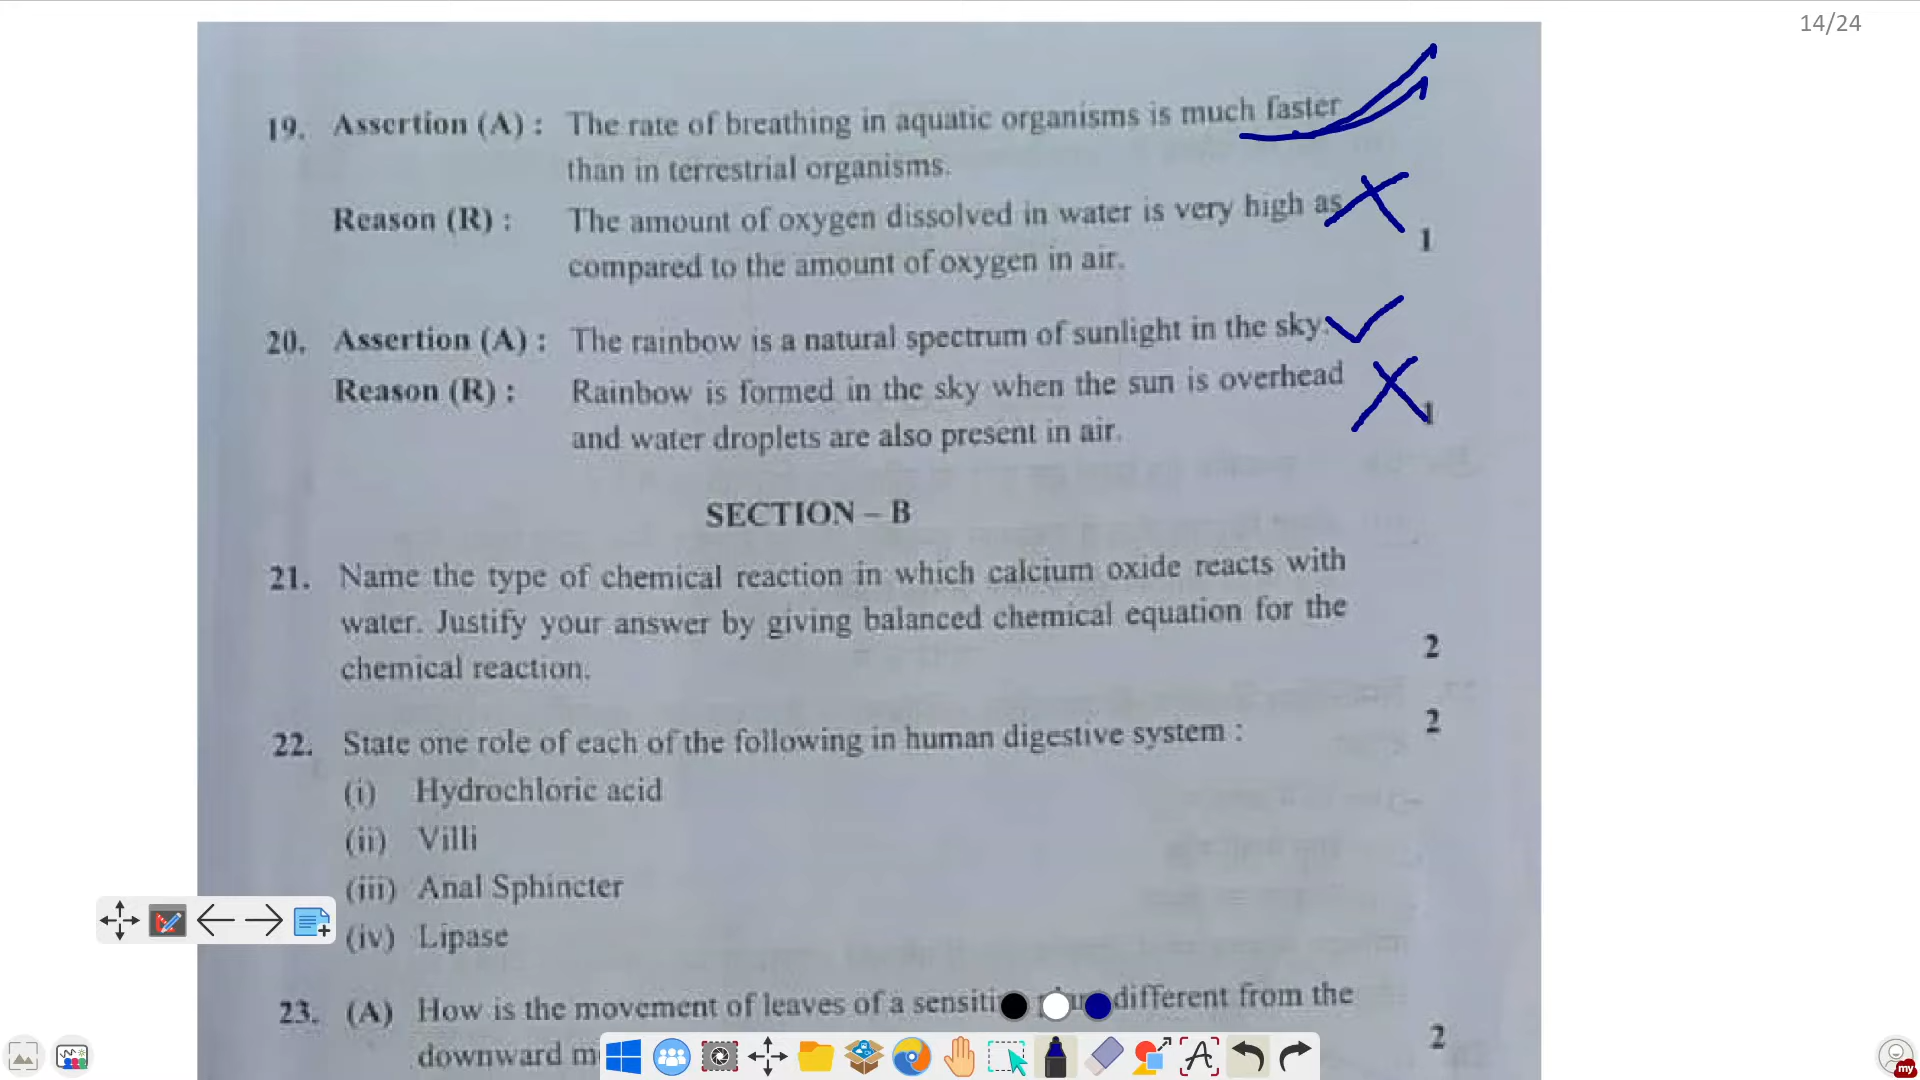 14/24
19. Assertion (A) : The rate of breathing in aquatic organisms is much faster
than in terrestrial organisms.
Reason (R) : The amount of oxygen dissolved in water is very high as
compared to the amount of oxygen in air.
1
20. Assertion (A) : The rainbow is a natural spectrum of sunlight in the sky.
Reason (R) : Rainbow is formed in the sky when the sun is overhead
and water droplets are also present in air.
1
SECTION – B
21. Name the type of chemical reaction in which calcium oxide reacts with
water. Justify your answer by giving balanced chemical equation for the
chemical reaction.
2
22. State one role of each of the following in human digestive system :
2
(i) Hydrochloric acid
(ii) Villi
(iii) Anal Sphincter
(iv) Lipase
23. (A) How is the movement of leaves of a different from the
downward
2
my